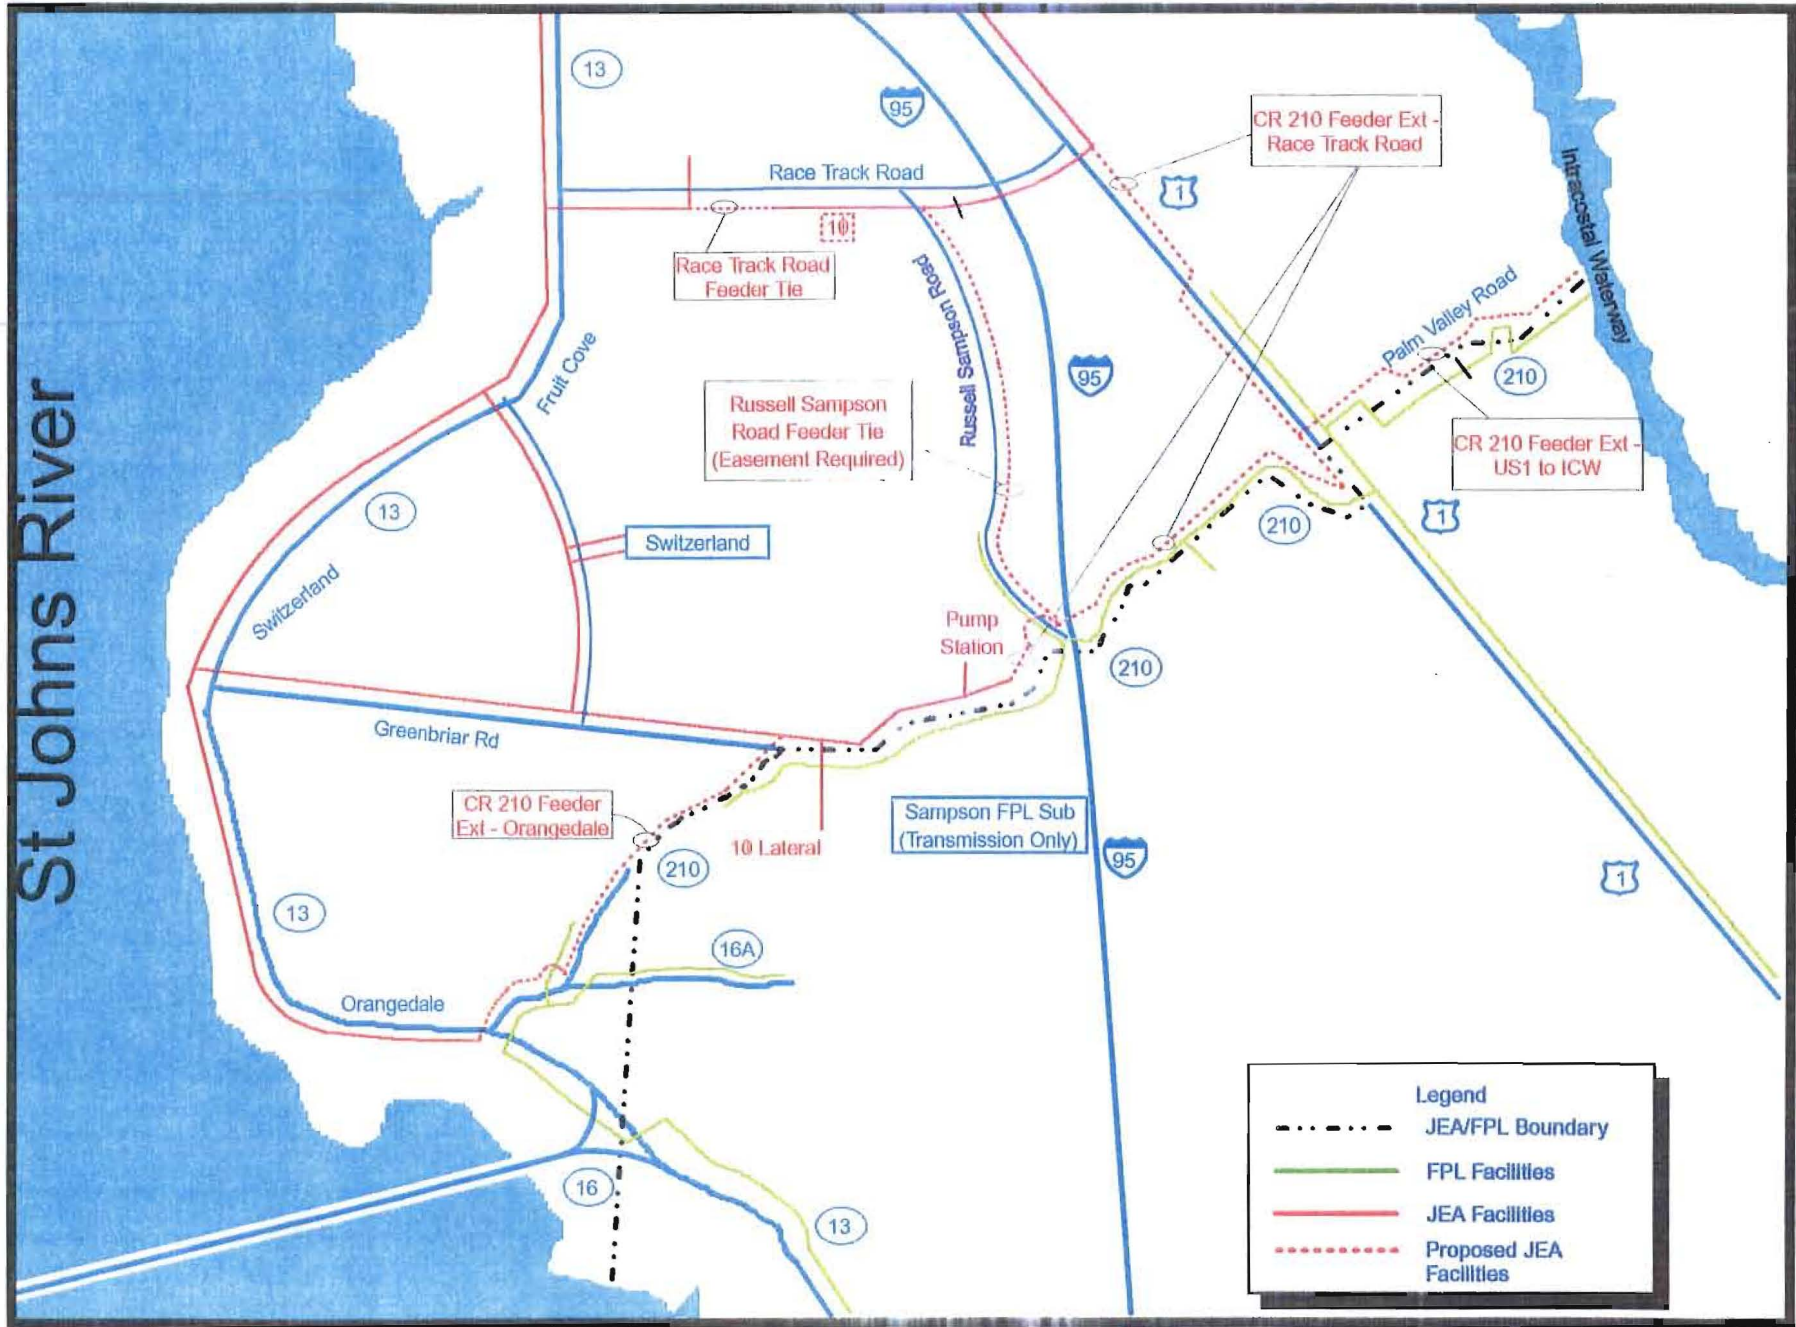 13
95
CR 210 Feeder Ext -
Race Track Road
1
Intracostal Waterway
Race Track Road
10
Race Track Road
Feeder Tie
Russell Sampson Road
Palm Valley Road
210
Fruit Cove
95
Russell Sampson
Road Feeder Tie
(Easement Required)
CR 210 Feeder Ext -
US1 to ICW
St Johns River
13
Switzerland
1
210
Switzerland
Pump
Station
210
Greenbriar Rd
CR 210 Feeder
Ext - Orangedale
10 Lateral
Sampson FPL Sub
(Transmission Only)
95
210
1
13
16A
Orangedale
16
13
Legend
JEA/FPL Boundary
FPL Facilities
JEA Facilities
Proposed JEA
Facilities